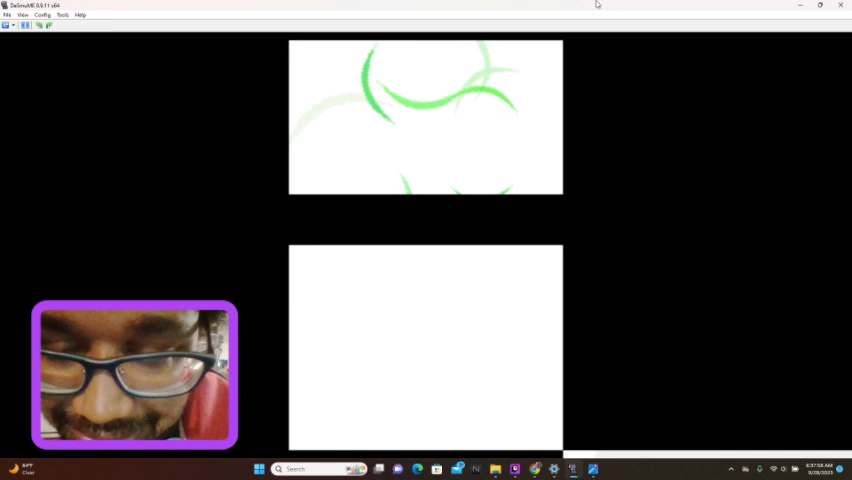 DeSmuME 0.9.11 x64
File View Config Tools Help
84°F
Clear
Search
8:37:58 AM
9/28/2023